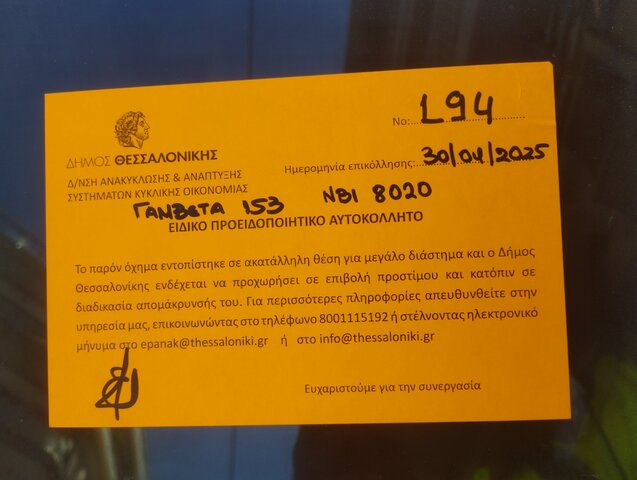 Νο:....194....
ΔΗΜΟΣ ΘΕΣΣΑΛΟΝΙΚΗΣ
Ημερομηνία επικόλλησης: 30/04/2025
Δ/ΝΣΗ ΑΝΑΚΥΚΛΩΣΗΣ & ΑΝΑΠΤΥΞΗΣ
ΣΥΣΤΗΜΑΤΩΝ ΚΥΚΛΙΚΗΣ ΟΙΚΟΝΟΜΙΑΣ
ΓΑΝΒΕΤΑ 153 ΝΒΙ 8020
ΕΙΔΙΚΟ ΠΡΟΕΙΔΟΠΟΙΗΤΙΚΟ ΑΥΤΟΚΟΛΛΗΤΟ
Το παρόν όχημα εντοπίστηκε σε ακατάλληλη θέση για μεγάλο διάστημα και ο Δήμος
Θεσσαλονίκης ενδέχεται να προχωρήσει σε επιβολή προστίμου και κατόπιν σε
διαδικασία απομάκρυνσής του. Για περισσότερες πληροφορίες απευθυνθείτε στην
υπηρεσία μας, επικοινωνώντας στο τηλέφωνο 8001115192 ή στέλνοντας ηλεκτρονικό
μήνυμα στο epanak@thessaloniki.gr ή στο info@thessaloniki.gr
Ευχαριστούμε για την συνεργασία